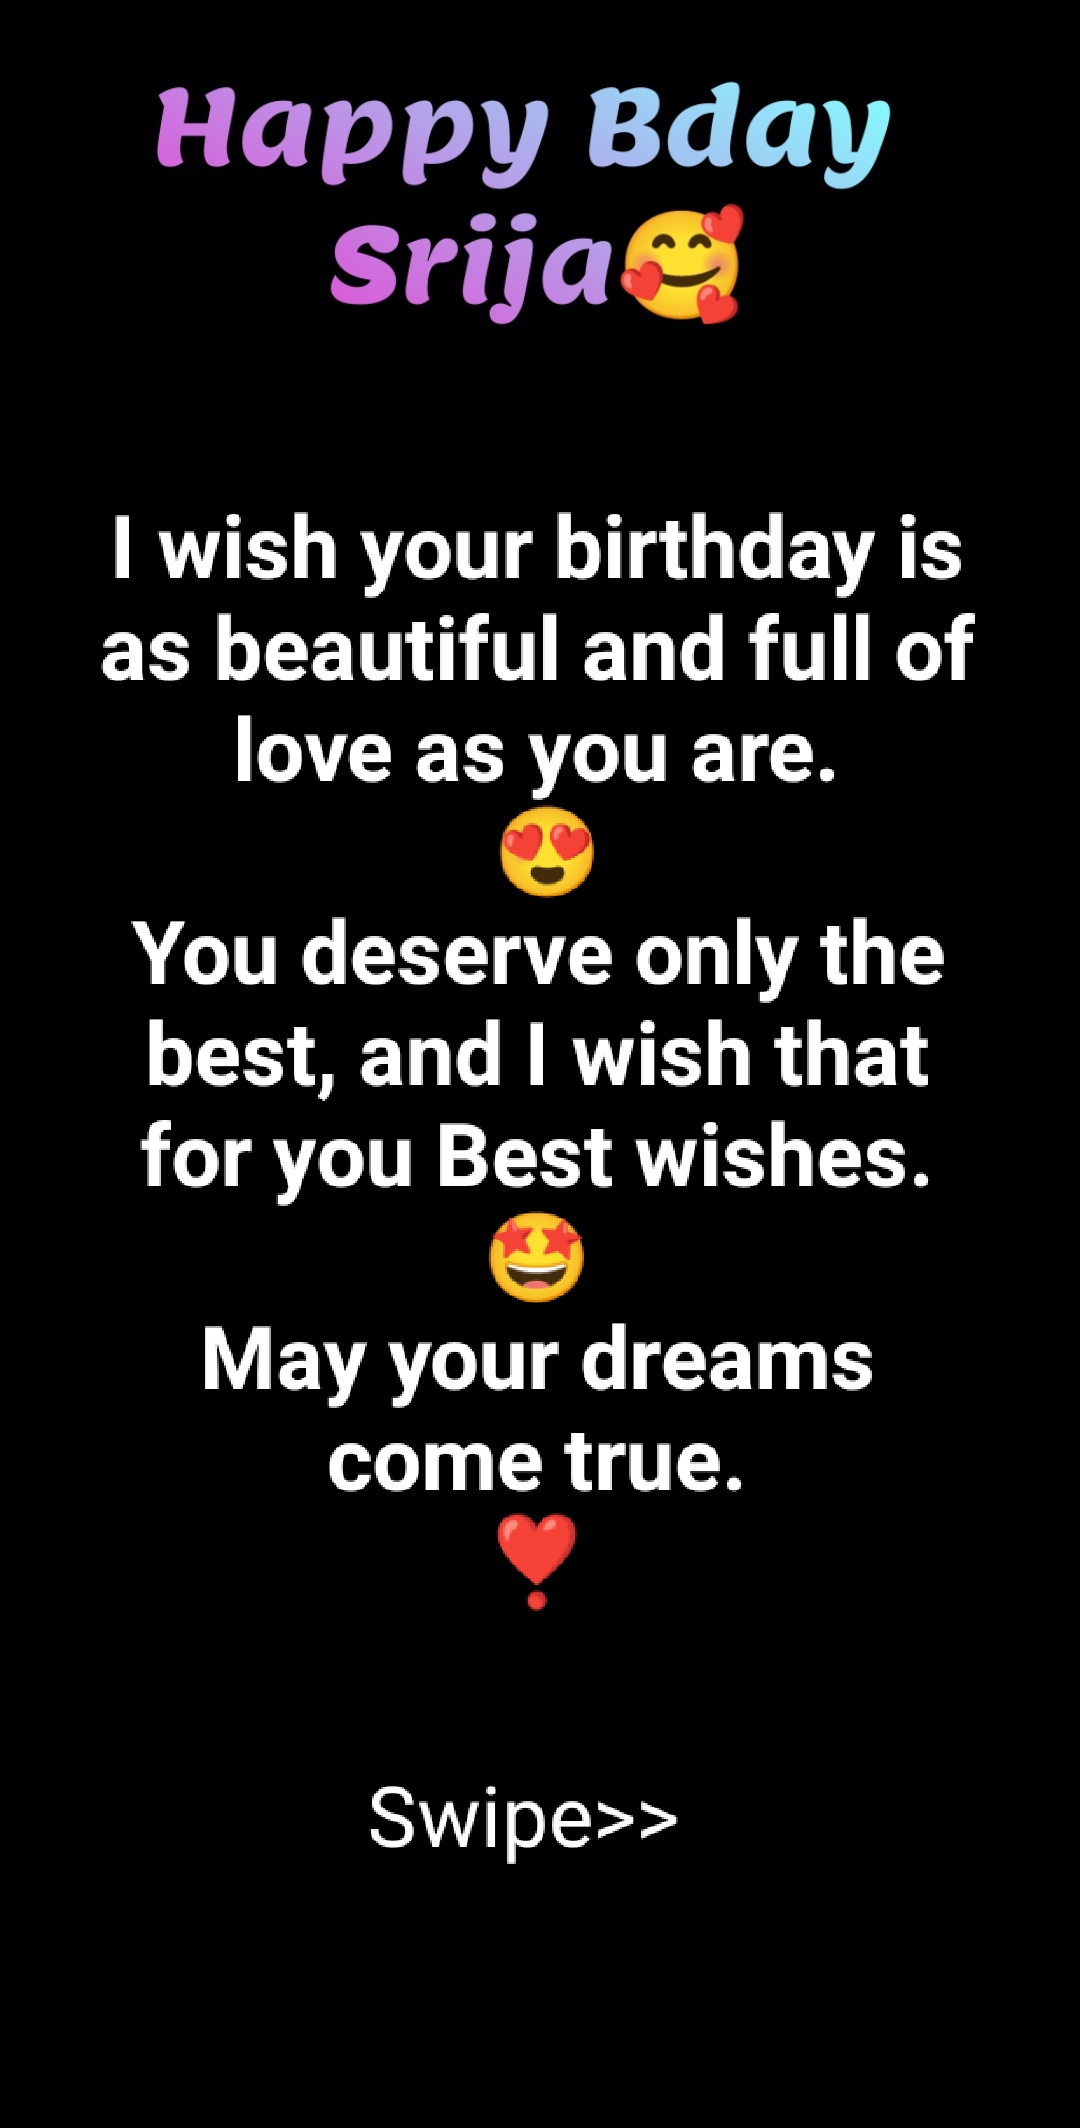 Happy Bday
Srija🥰
I wish your birthday is
as beautiful and full of
love as you are.
😍
You deserve only the
best, and I wish that
for you Best wishes.
🤩
May your dreams
come true.
❣️
Swipe>>